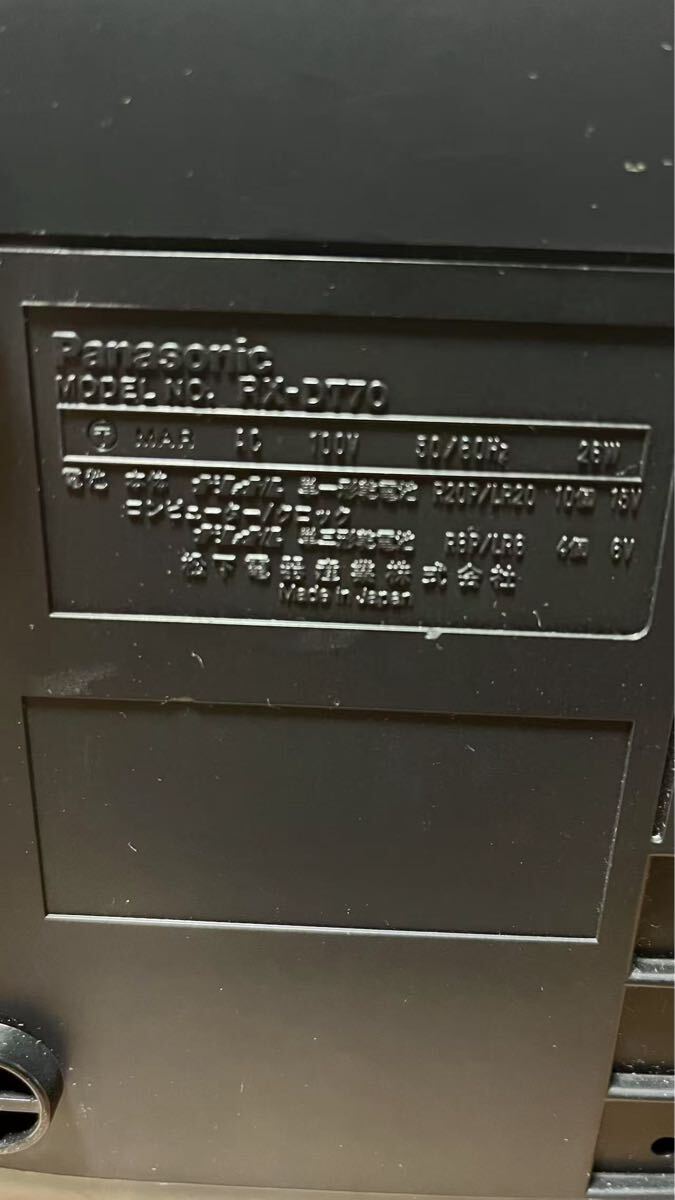 Panasonic
MODEL NO. RX-DT70
〒 MAR AC 100V 50/60Hz 26W
電池 本体 ナショナル 単一形乾電池 R20P/LR20 10個 15V
コンピューター/クロック
ナショナル 単三形乾電池 R6P/LR6 4個 6V
松下電器産業株式会社
Made in Japan